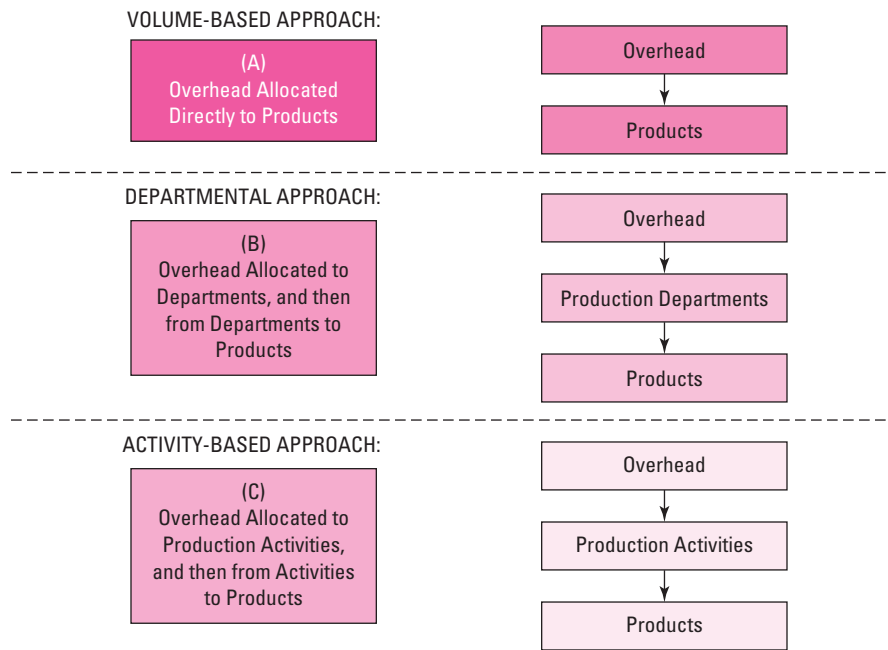 VOLUME-BASED APPROACH:
(A)
Overhead Allocated
Directly to Products
Overhead
Products
DEPARTMENTAL APPROACH:
(B)
Overhead Allocated to
Departments, and then
from Departments to
Products
Overhead
Production Departments
Products
ACTIVITY-BASED APPROACH:
(C)
Overhead Allocated to
Production Activities,
and then from Activities
to Products
Overhead
Production Activities
Products